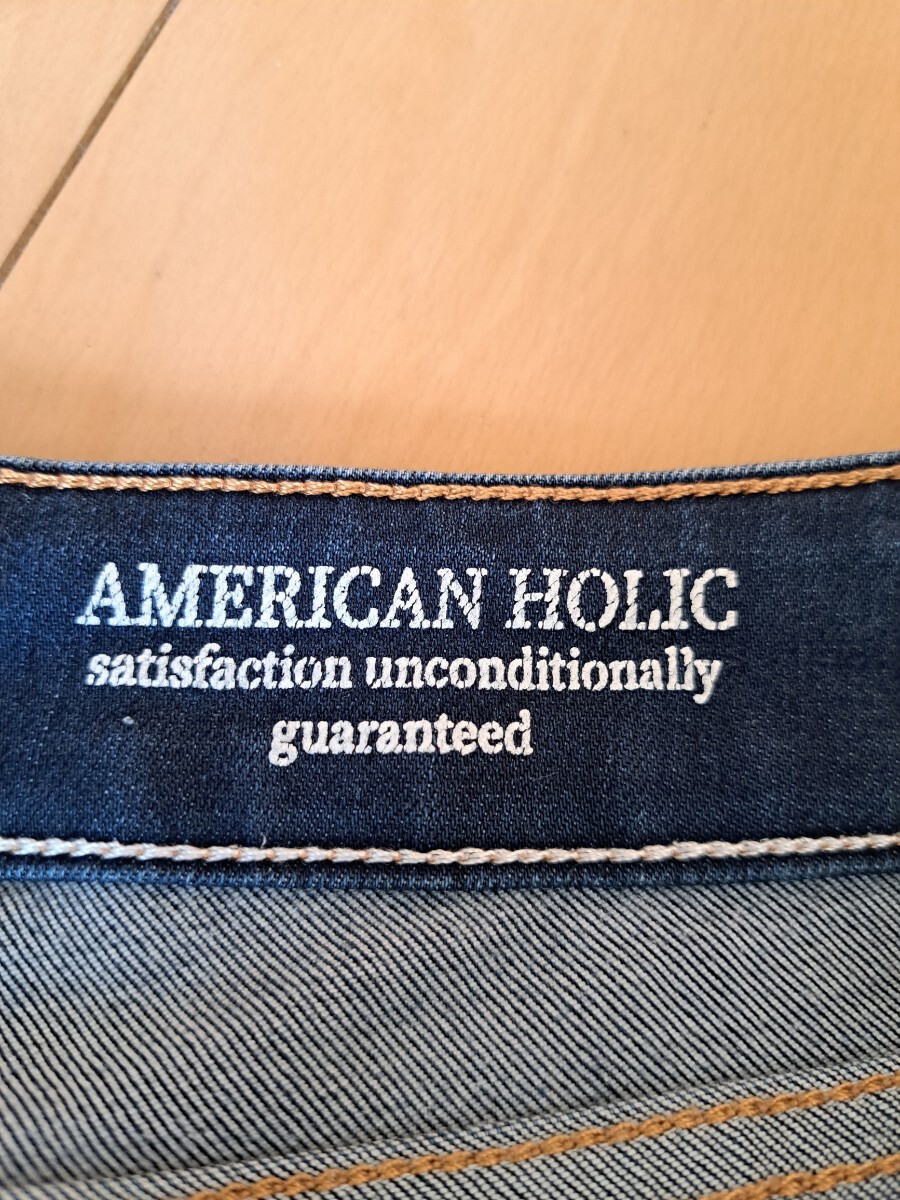 AMERICAN HOLIC
satisfaction unconditionally
guaranteed